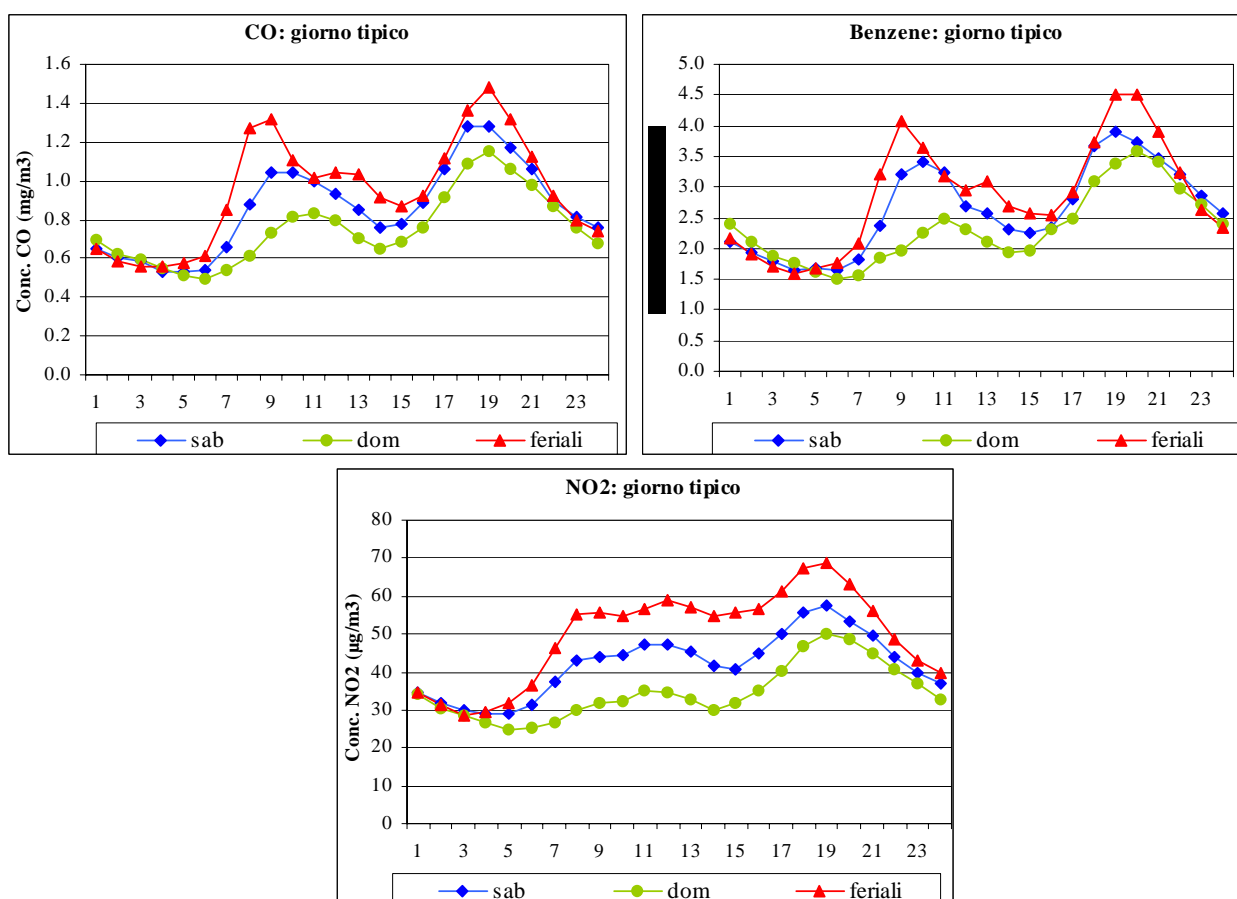 CO: giorno tipico
Conc. CO (mg/m3)
1.6
1.4
1.2
1.0
0.8
0.6
0.4
0.2
0.0
1 3 5 7 9 11 13 15 17 19 21 23
sab dom feriali
Benzene: giorno tipico
5.0
4.5
4.0
3.5
3.0
2.5
2.0
1.5
1.0
0.5
0.0
1 3 5 7 9 11 13 15 17 19 21 23
sab dom feriali
NO2: giorno tipico
Conc. NO2 (µg/m3)
80
70
60
50
40
30
20
10
0
1 3 5 7 9 11 13 15 17 19 21 23
sab dom feriali